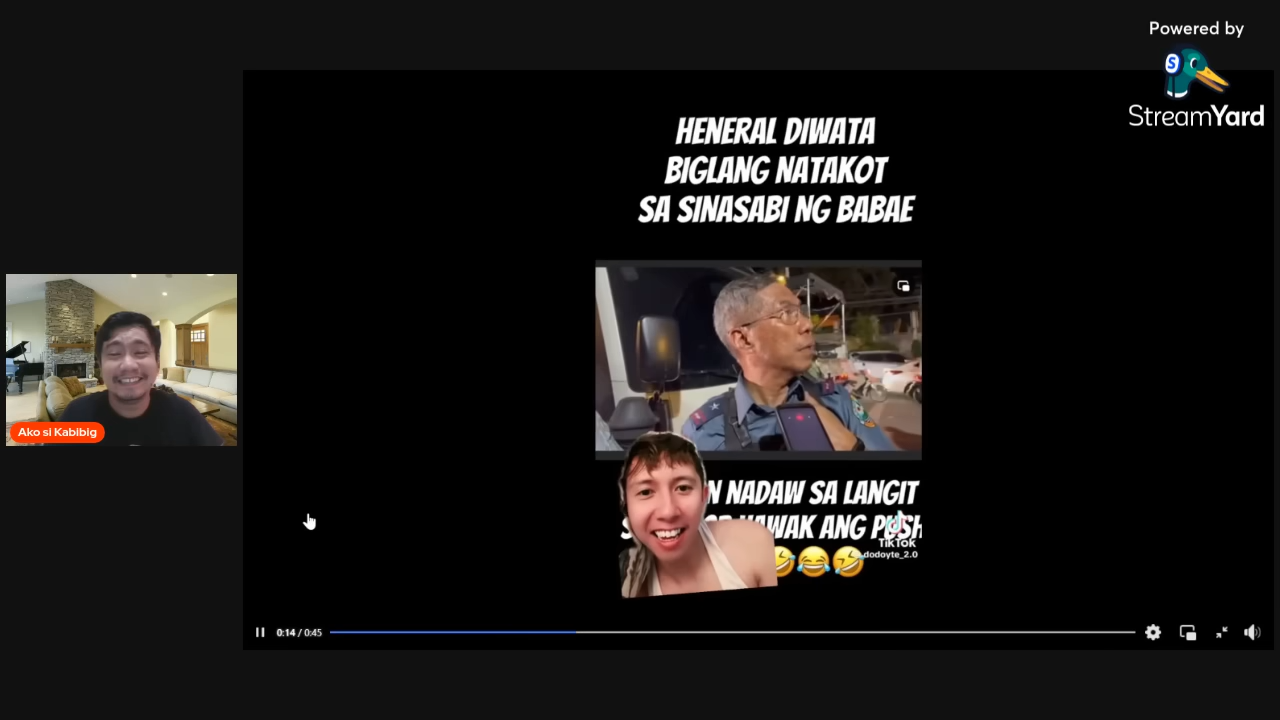 Powered by
StreamYard
HENERAL DIWATA
BIGLANG NATAKOT
SA SINASABI NG BABAE
Ako si Kabibig
NADAW SA LANGIT
HAWAK ANG PUSH
TikTok
dodoyte_2.0
0:14 / 0:45